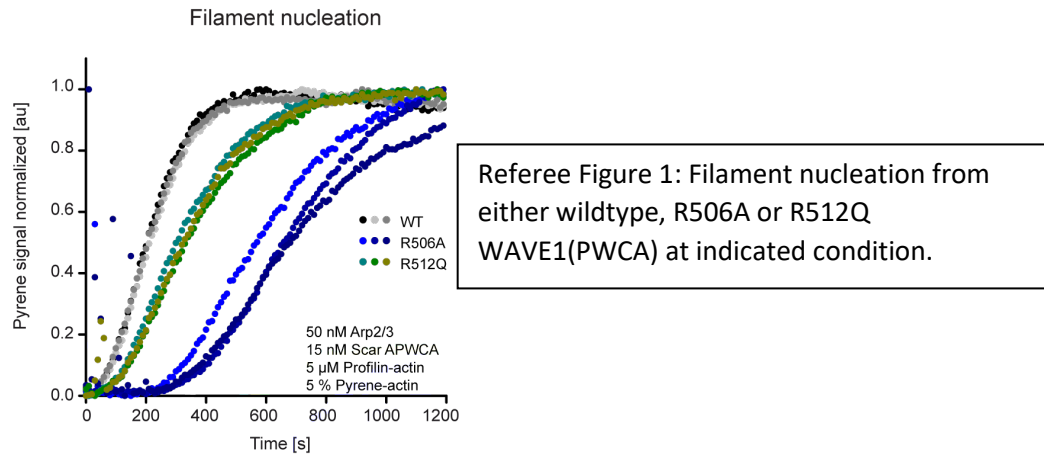 Filament nucleation
Pyrene signal normalized [au]
1.0
0.8
0.6
0.4
0.2
0.0
WT
R506A
R512Q
50 nM Arp2/3
15 nM Scar APWCA
5 µM Profilin-actin
5 % Pyrene-actin
0 200 400 600 800 1000 1200
Time [s]
Referee Figure 1: Filament nucleation from
either wildtype, R506A or R512Q
WAVE1(PWCA) at indicated condition.